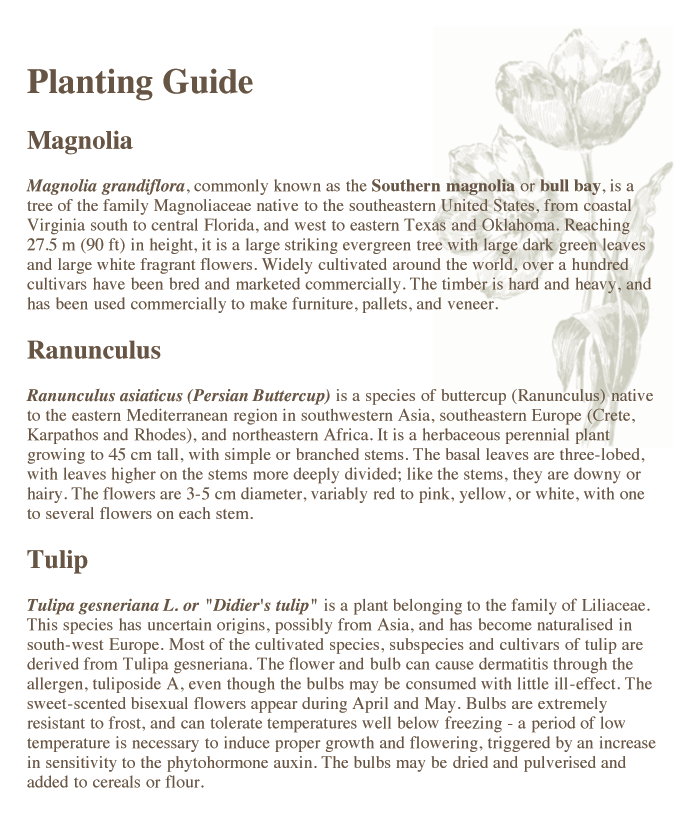 Planting Guide
Magnolia
Magnolia grandiflora, commonly known as the Southern magnolia or bull bay, is a
tree of the family Magnoliaceae native to the southeastern United States, from coastal
Virginia south to central Florida, and west to eastern Texas and Oklahoma. Reaching
27.5 m (90 ft) in height, it is a large striking evergreen tree with large dark green leaves
and large white fragrant flowers. Widely cultivated around the world, over a hundred
cultivars have been bred and marketed commercially. The timber is hard and heavy, and
has been used commercially to make furniture, pallets, and veneer.
Ranunculus
Ranunculus asiaticus (Persian Buttercup) is a species of buttercup (Ranunculus) native
to the eastern Mediterranean region in southwestern Asia, southeastern Europe (Crete,
Karpathos and Rhodes), and northeastern Africa. It is a herbaceous perennial plant
growing to 45 cm tall, with simple or branched stems. The basal leaves are three-lobed,
with leaves higher on the stems more deeply divided; like the stems, they are downy or
hairy. The flowers are 3-5 cm diameter, variably red to pink, yellow, or white, with one
to several flowers on each stem.
Tulip
Tulipa gesneriana L. or "Didier's tulip" is a plant belonging to the family of Liliaceae.
This species has uncertain origins, possibly from Asia, and has become naturalised in
south-west Europe. Most of the cultivated species, subspecies and cultivars of tulip are
derived from Tulipa gesneriana. The flower and bulb can cause dermatitis through the
allergen, tuliposide A, even though the bulbs may be consumed with little ill-effect. The
sweet-scented bisexual flowers appear during April and May. Bulbs are extremely
resistant to frost, and can tolerate temperatures well below freezing - a period of low
temperature is necessary to induce proper growth and flowering, triggered by an increase
in sensitivity to the phytohormone auxin. The bulbs may be dried and pulverised and
added to cereals or flour.